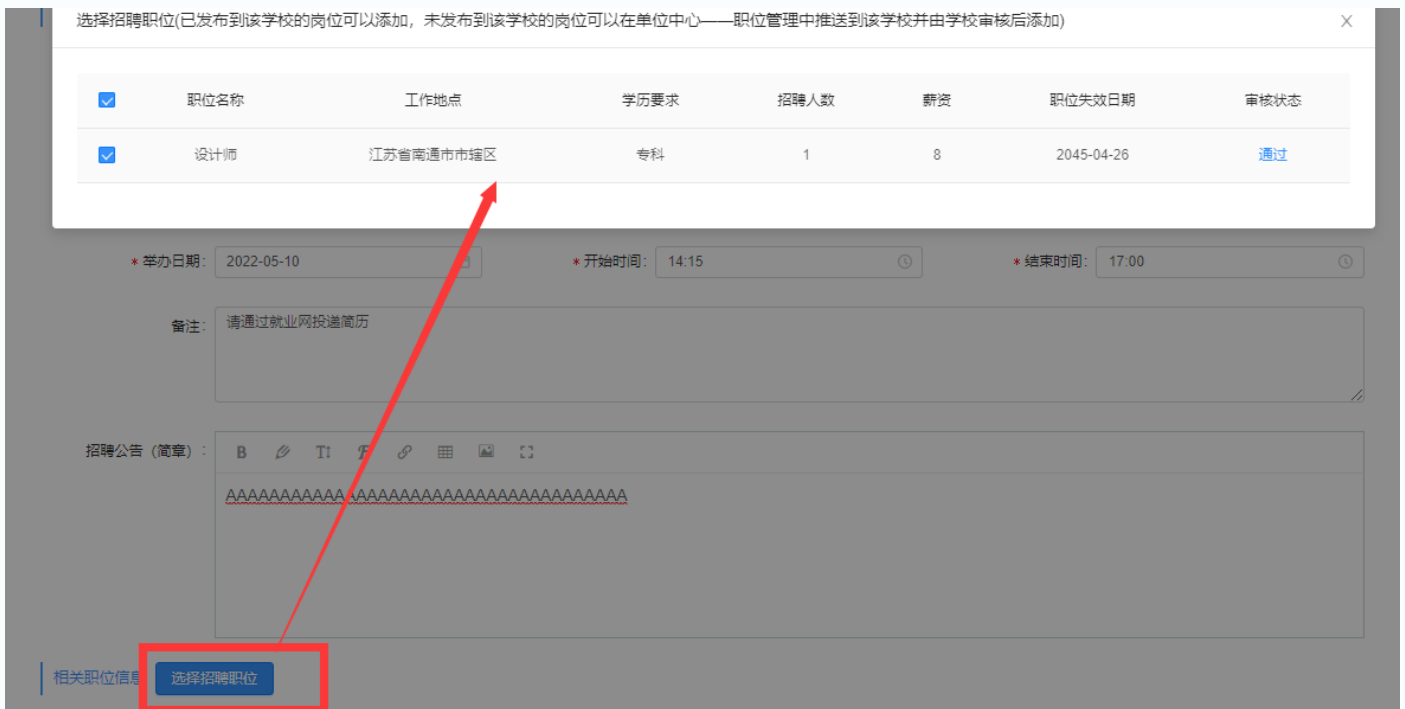 选择招聘职位(已发布到该学校的岗位可以添加，未发布到该学校的岗位可以在单位中心——职位管理中推送到该学校并由学校审核后添加)
职位名称 工作地点 学历要求 招聘人数 薪资 职位失效日期 审核状态
设计师 江苏省南通市市辖区 专科 1 8 2045-04-26 通过
* 举办日期: 2022-05-10 * 开始时间: 14:15 * 结束时间: 17:00
备注: 请通过就业网投递简历
招聘公告（简章）:
AAAAAAAAAAAAAAAAAAAAAAAAAAAAAAAAAAAAA
相关职位信息 选择招聘职位